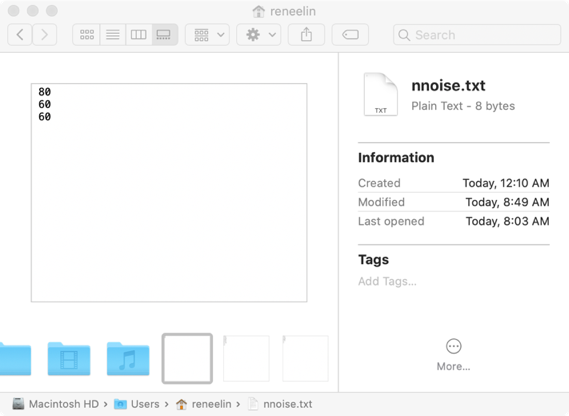 reneelin
Search
80
60
60
nnoise.txt
Plain Text - 8 bytes
TXT
Information
Created Today, 12:10 AM
Modified Today, 8:49 AM
Last opened Today, 8:03 AM
Tags
Add Tags...
More...
Macintosh HD › Users › reneelin › nnoise.txt